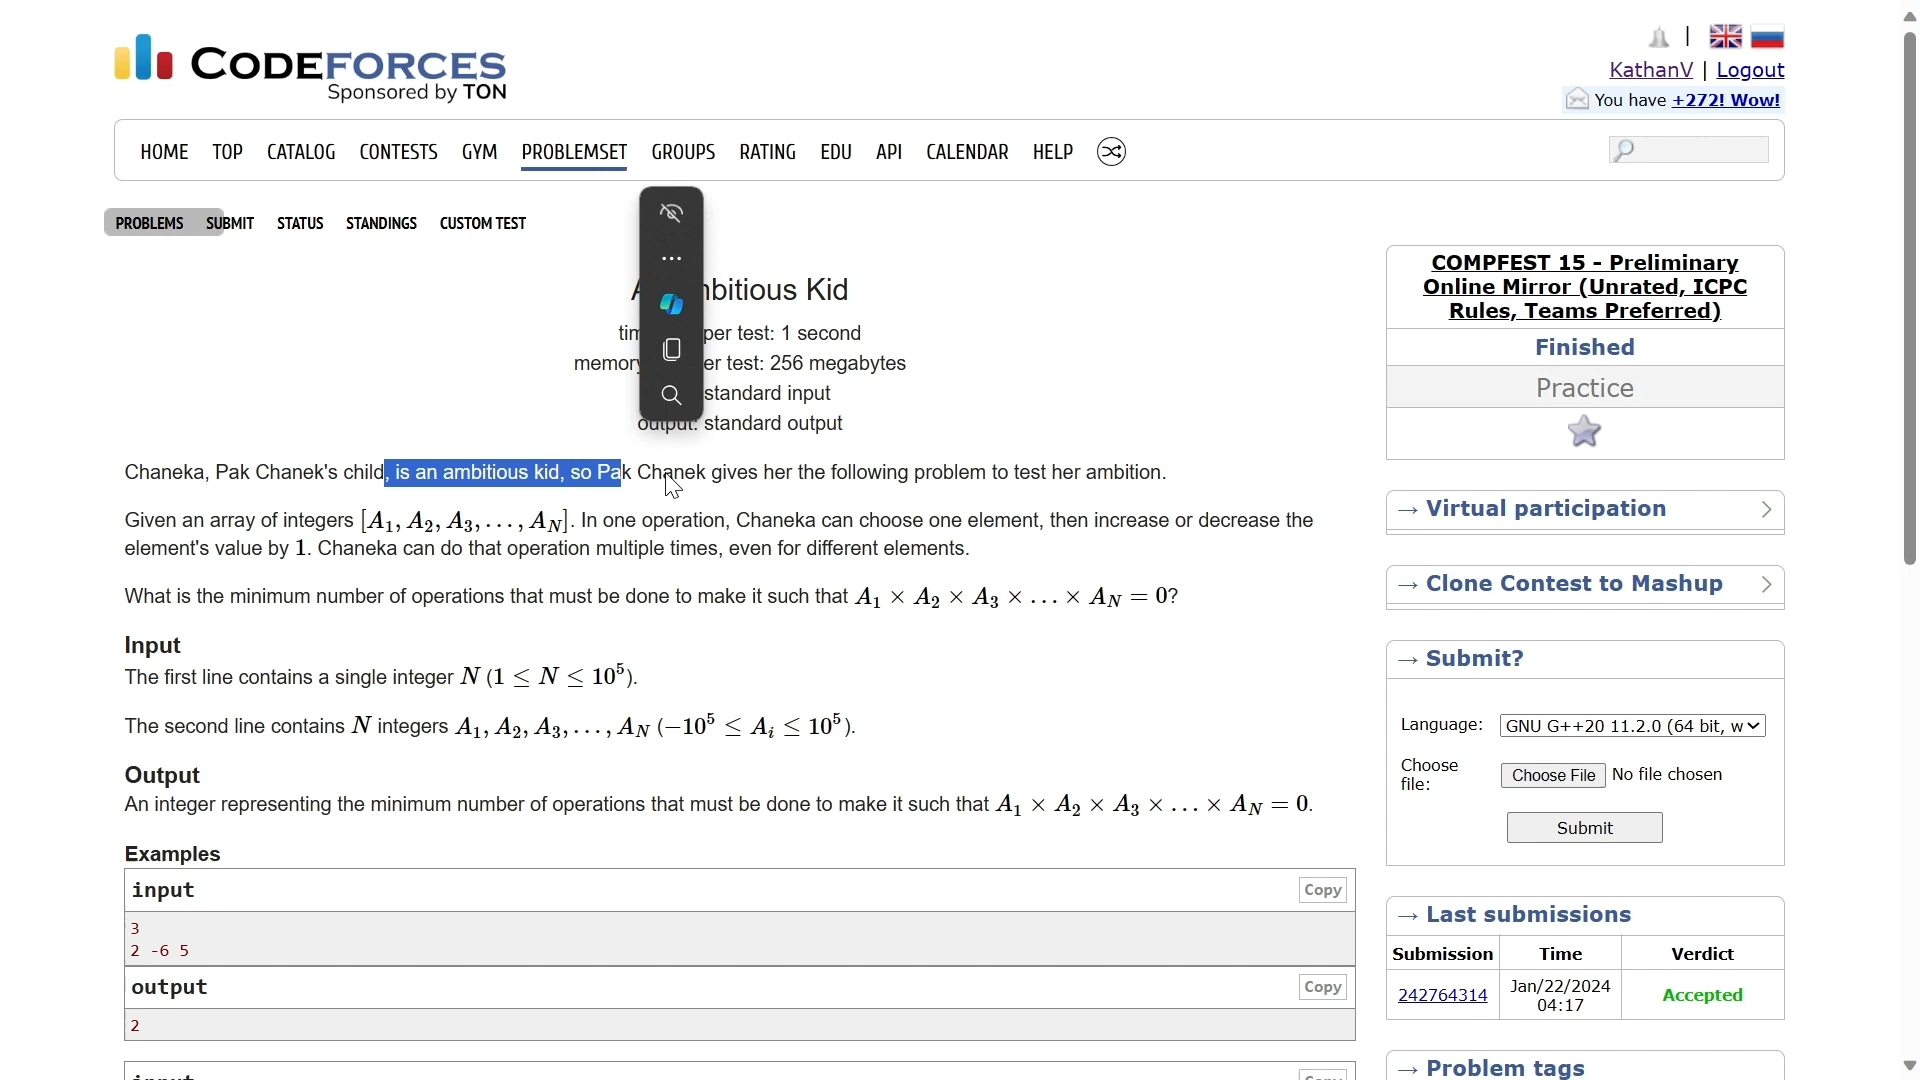 CODEFORCES
Sponsored by TON
|
KathanV | Logout
You have +272! Wow!
HOME TOP CATALOG CONTESTS GYM PROBLEMSET GROUPS RATING EDU API CALENDAR HELP
PROBLEMS SUBMIT STATUS STANDINGS CUSTOM TEST
bitious Kid
per test: 1 second
memory er test: 256 megabytes
standard input
output: standard output
Chaneka, Pak Chanek's child, is an ambitious kid, so Pak Chanek gives her the following problem to test her ambition.
Given an array of integers [A₁, A₂, A₃, . . . , A_N]. In one operation, Chaneka can choose one element, then increase or decrease the
element's value by 1. Chaneka can do that operation multiple times, even for different elements.
What is the minimum number of operations that must be done to make it such that A₁ × A₂ × A₃ × . . . × A_N = 0?
Input
The first line contains a single integer N (1 ≤ N ≤ 10⁵).
The second line contains N integers A₁, A₂, A₃, . . . , A_N (−10⁵ ≤ A_i ≤ 10⁵).
Output
An integer representing the minimum number of operations that must be done to make it such that A₁ × A₂ × A₃ × . . . × A_N = 0.
Examples
input Copy
3
2 -6 5
output Copy
2
COMPFEST 15 - Preliminary
Online Mirror (Unrated, ICPC
Rules, Teams Preferred)
Finished
Practice
→ Virtual participation
→ Clone Contest to Mashup
→ Submit?
Language: GNU G++20 11.2.0 (64 bit, w
Choose
file: Choose File No file chosen
Submit
→ Last submissions
Submission Time Verdict
242764314 Jan/22/2024
04:17 Accepted
→ Problem tags